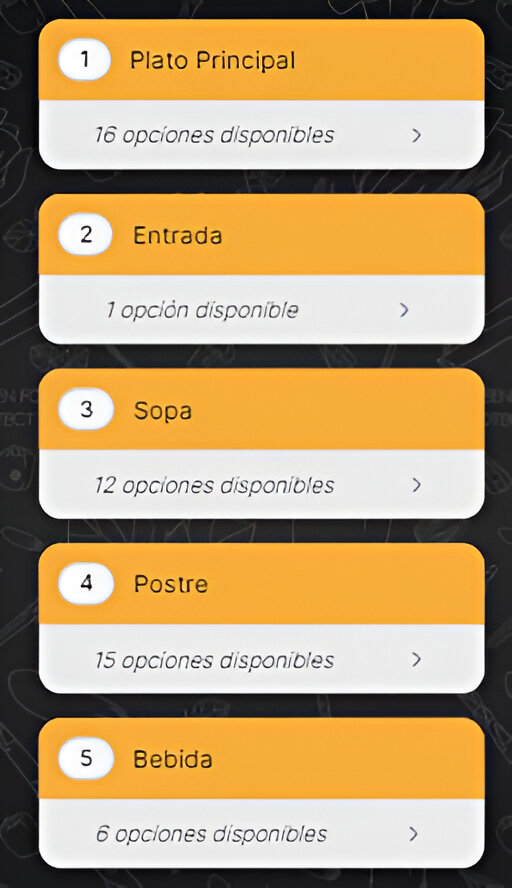 1 Plato Principal
16 opciones disponibles
2 Entrada
1 opción disponible
3 Sopa
12 opciones disponibles
4 Postre
15 opciones disponibles
5 Bebida
6 opciones disponibles